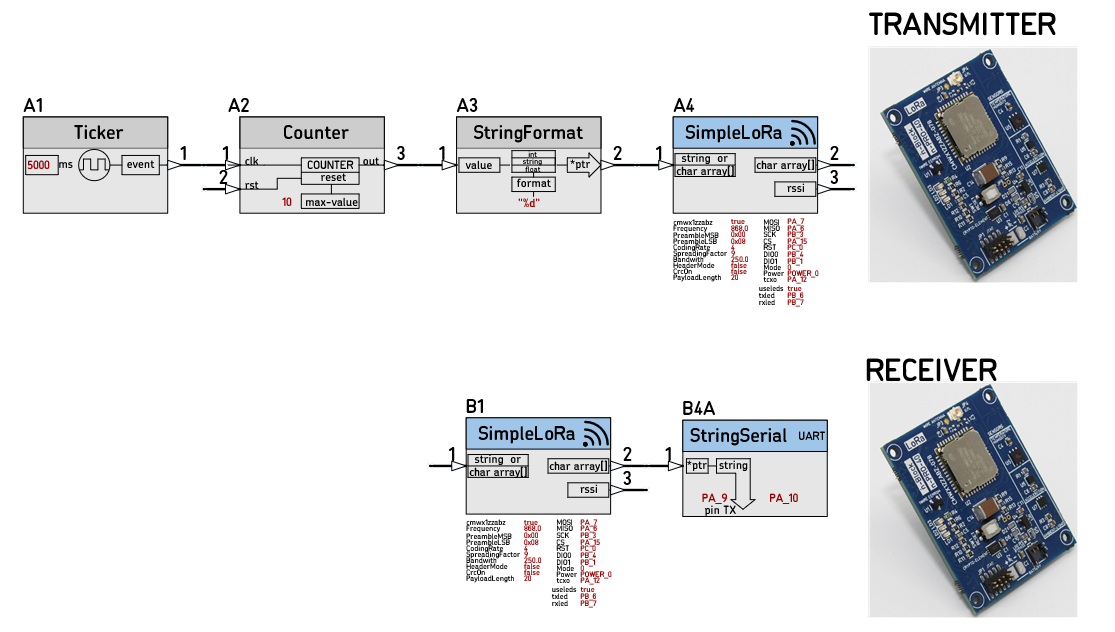 TRANSMITTER
A1
Ticker
5000 ms
event
1
A2
Counter
1
clk
2
rst
COUNTER
reset
10
max-value
out
3
A3
StringFormat
1
value
int
string
float
format
"%d"
*ptr
2
A4
SimpleLoRa
1
string or
char array[]
char array[]
2
rssi
3
cmwx1zzabz true
Frequency 868.0
PreambleMSB 0x00
PreambleLSB 0x08
CodingRate 4
SpreadingFactor 9
Bandwith 250.0
HeaderMode false
CrcOn false
PayloadLength 20
MOSI PA_7
MISO PA_6
SCK PB_3
CS PA_15
RST PC_0
DIO0 PB_4
DIO1 PB_1
Mode 0
Power POWER_0
tcxo PA_12
useleds true
txled PB_6
rxled PB_7
LoRa
RECEIVER
B1
SimpleLoRa
1
string or
char array[]
char array[]
2
rssi
3
cmwx1zzabz true
Frequency 868.0
PreambleMSB 0x00
PreambleLSB 0x08
CodingRate 4
SpreadingFactor 9
Bandwith 250.0
HeaderMode false
CrcOn false
PayloadLength 20
MOSI PA_7
MISO PA_6
SCK PB_3
CS PA_15
RST PC_0
DIO0 PB_4
DIO1 PB_1
Mode 0
Power POWER_0
tcxo PA_12
useleds true
txled PB_6
rxled PB_7
B4A
StringSerial UART
1
*ptr
string
PA_9
pin TX
PA_10
LoRa